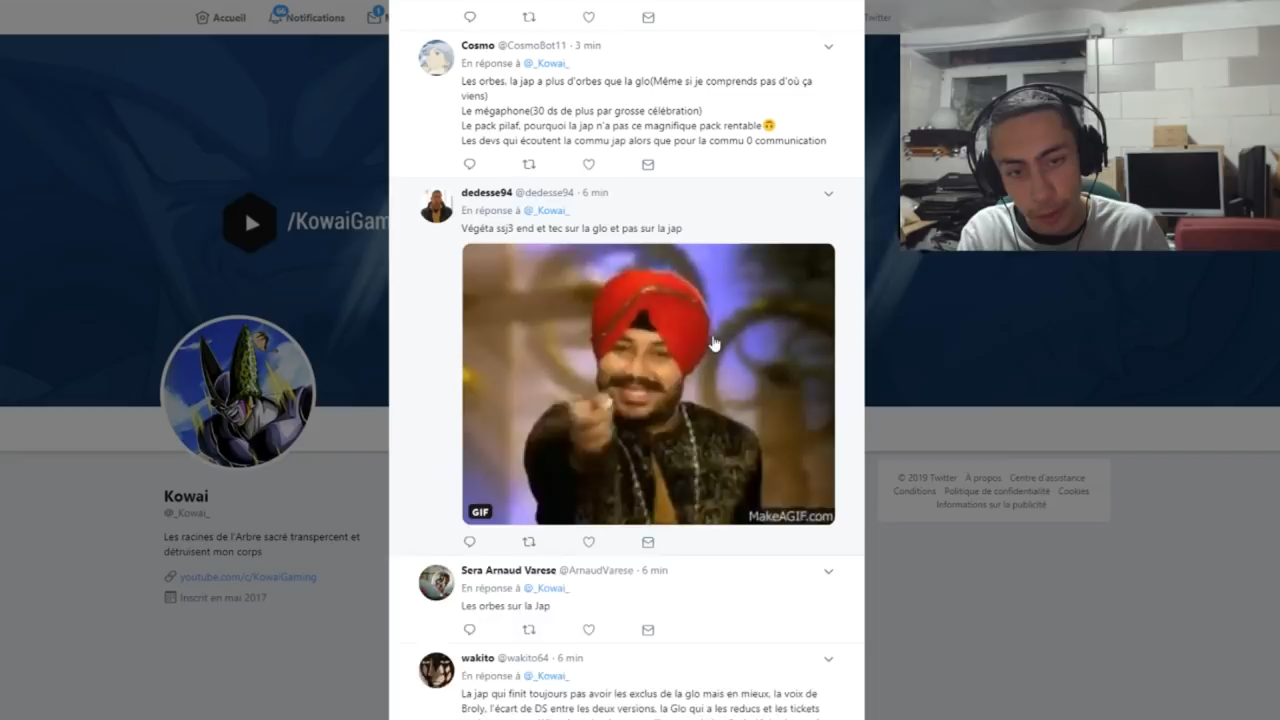 Accueil
66
Notifications
1
Twitter
Cosmo @CosmoBot11 · 3 min
En réponse à @_Kowai_
Les orbes, la jap a plus d'orbes que la glo(Même si je comprends pas d'où ça
viens)
Le mégaphone(30 ds de plus par grosse célébration)
Le pack pilaf, pourquoi la jap n'a pas ce magnifique pack rentable🙃
Les devs qui écoutent la commu jap alors que pour la commu 0 communication
dedesse94 @dedesse94 · 6 min
En réponse à @_Kowai_
Végéta ssj3 end et tec sur la glo et pas sur la jap
/KowaiGam
GIF
MakeAGIF.com
Kowai
@_Kowai_
Les racines de l'Arbre sacré transpercent et
détruisent mon corps
youtube.com/c/KowaiGaming
Inscrit en mai 2017
© 2019 Twitter À propos Centre d'assistance
Conditions Politique de confidentialité Cookies
Informations sur la publicité
Sera Arnaud Varese @ArnaudVarese · 6 min
En réponse à @_Kowai_
Les orbes sur la Jap
wakito @wakito64 · 6 min
En réponse à @_Kowai_
La jap qui finit toujours pas avoir les exclus de la glo mais en mieux, la voix de
Broly, l'écart de DS entre les deux versions, la Glo qui a les reducs et les tickets